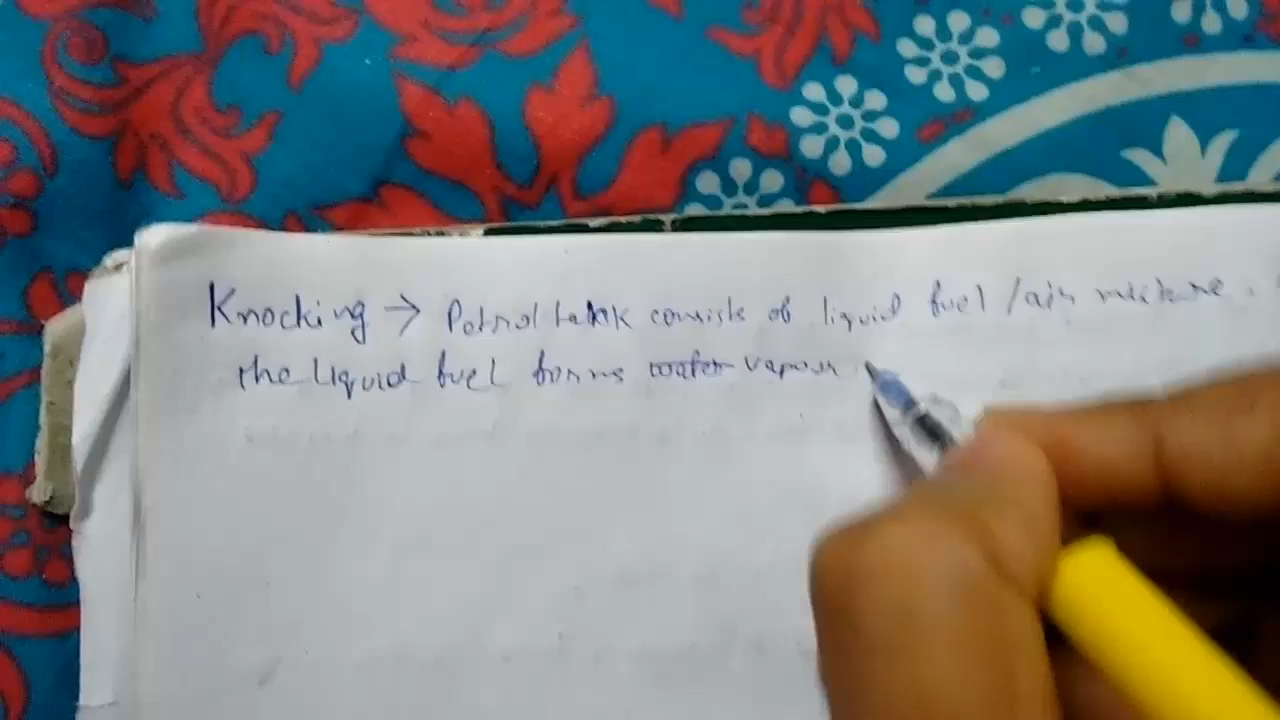 Knocking → Petrol tank consists of liquid fuel / air mixture.
the liquid fuel forms water vapour